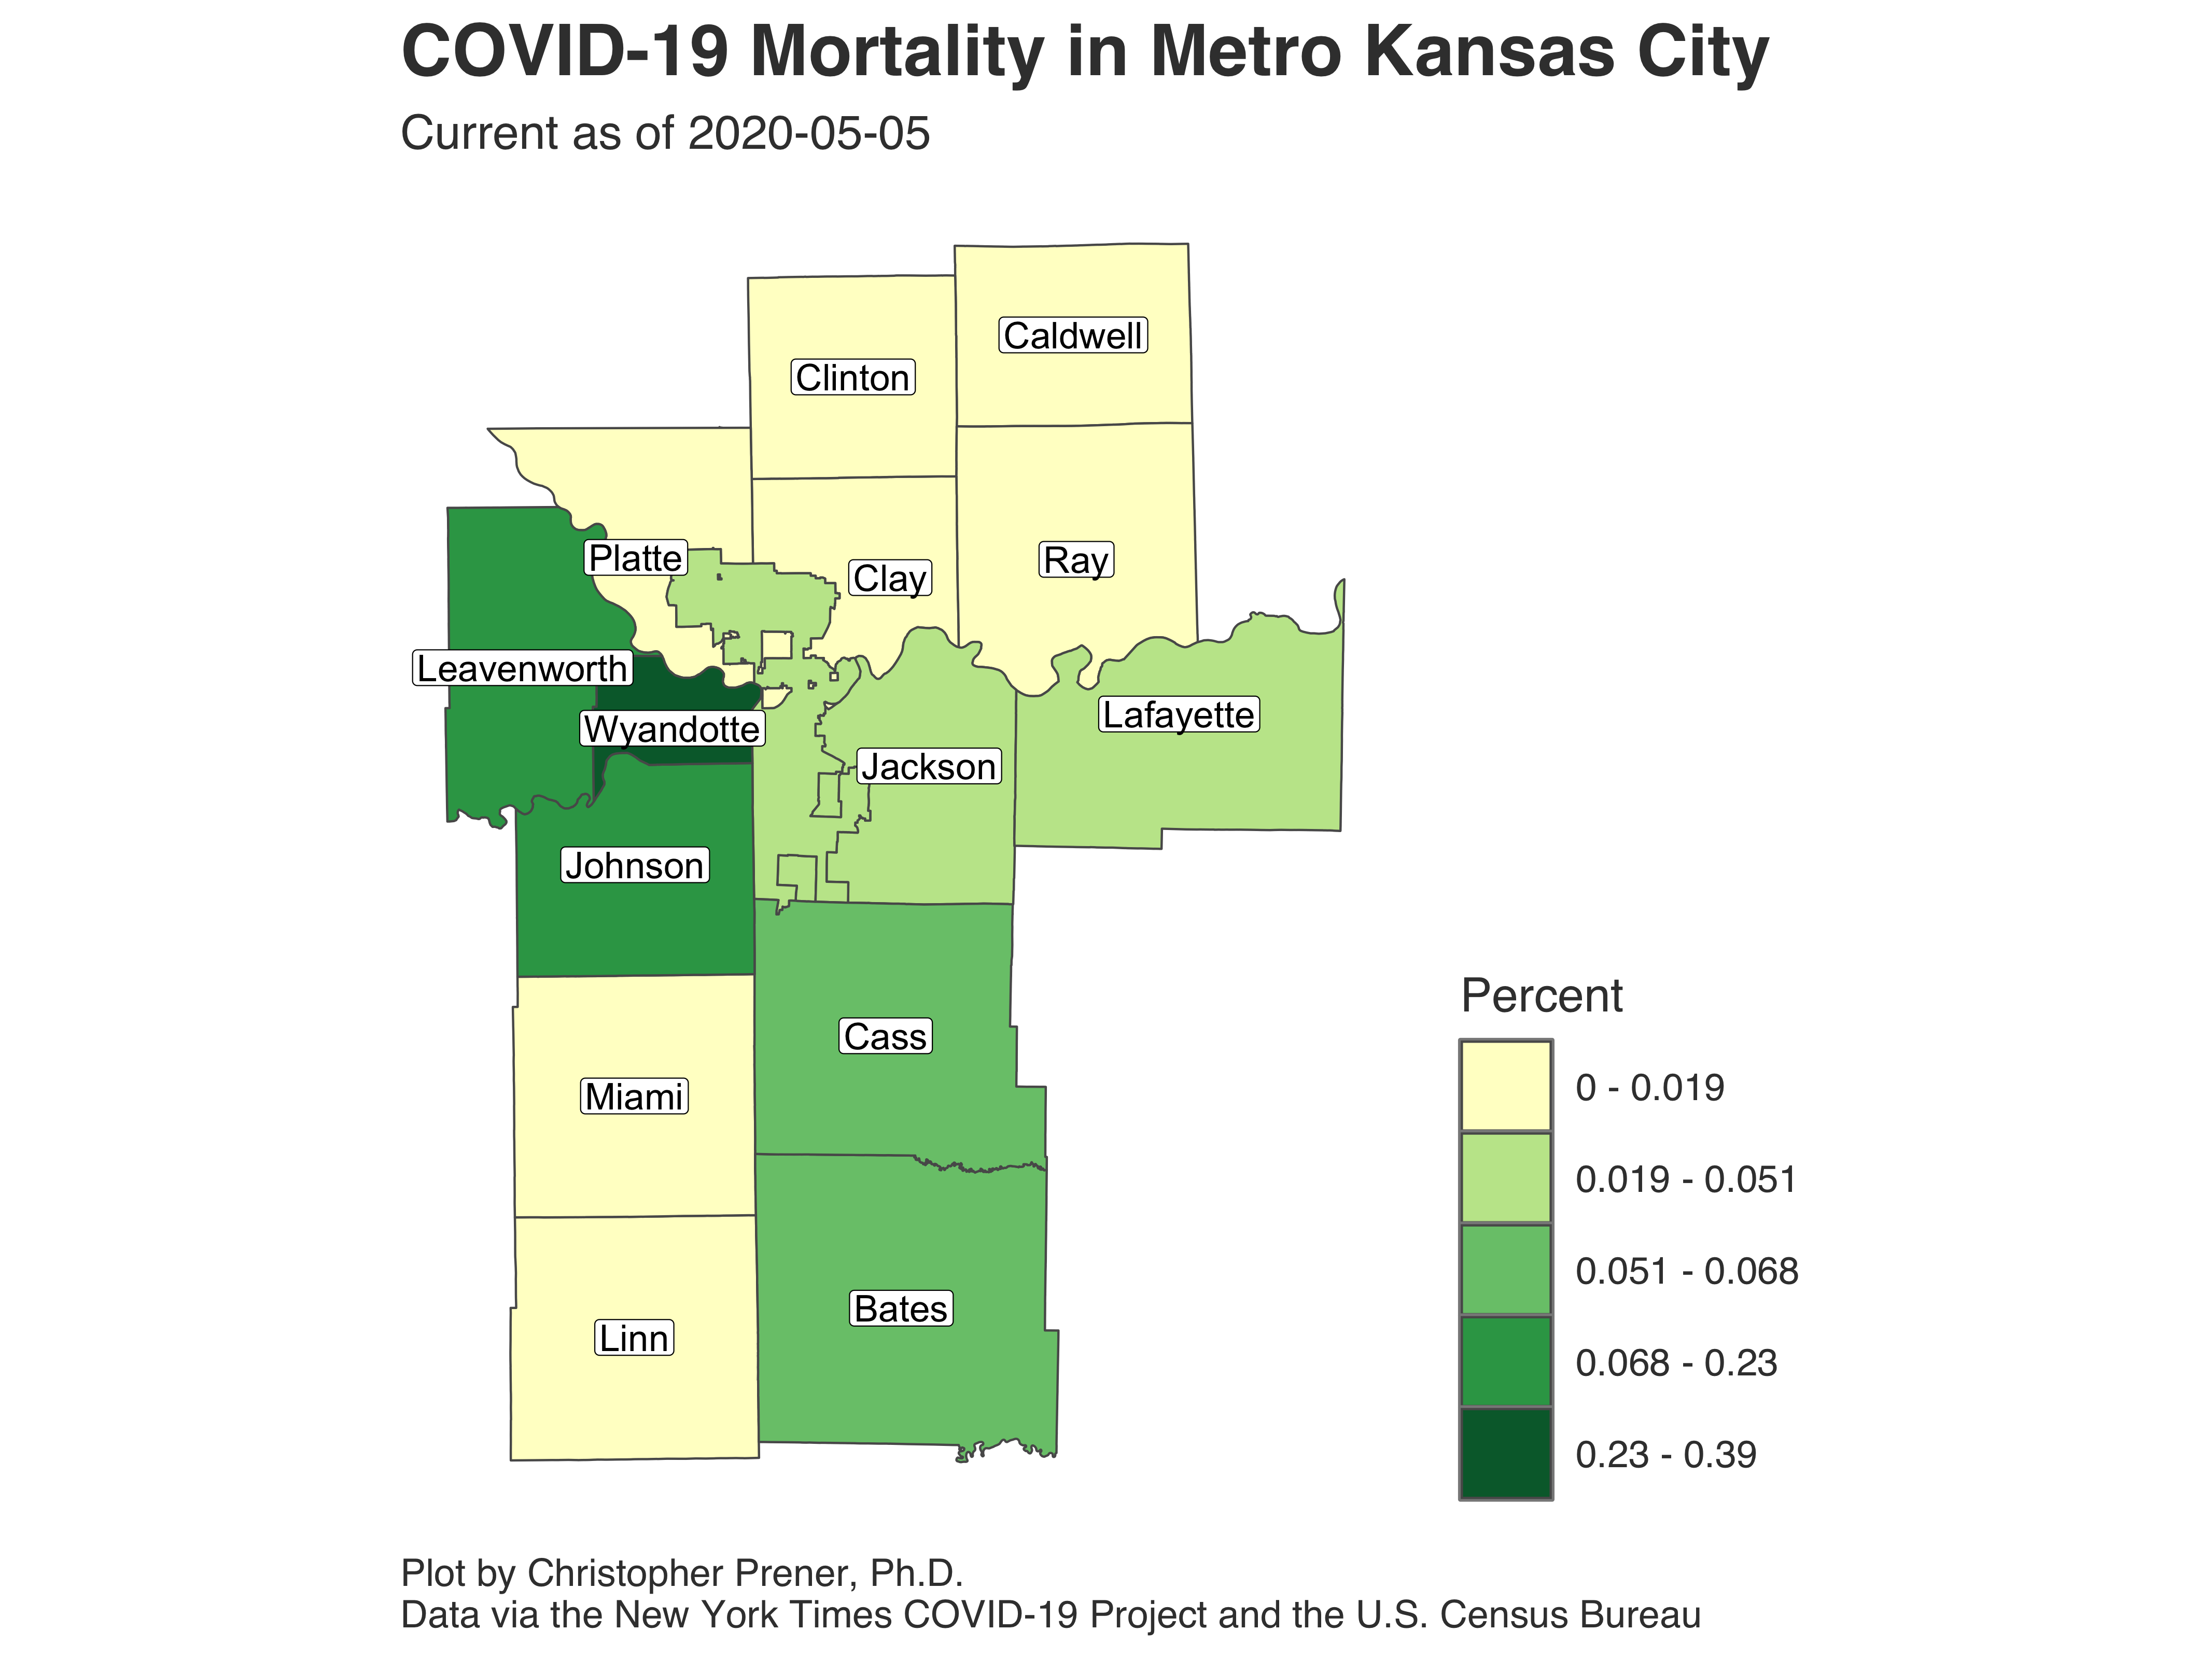 COVID-19 Mortality in Metro Kansas City
Current as of 2020-05-05
Caldwell
Clinton
Platte
Clay
Ray
Leavenworth
Wyandotte
Lafayette
Jackson
Johnson
Cass
Miami
Bates
Linn
Percent
0 - 0.019
0.019 - 0.051
0.051 - 0.068
0.068 - 0.23
0.23 - 0.39
Plot by Christopher Prener, Ph.D.
Data via the New York Times COVID-19 Project and the U.S. Census Bureau